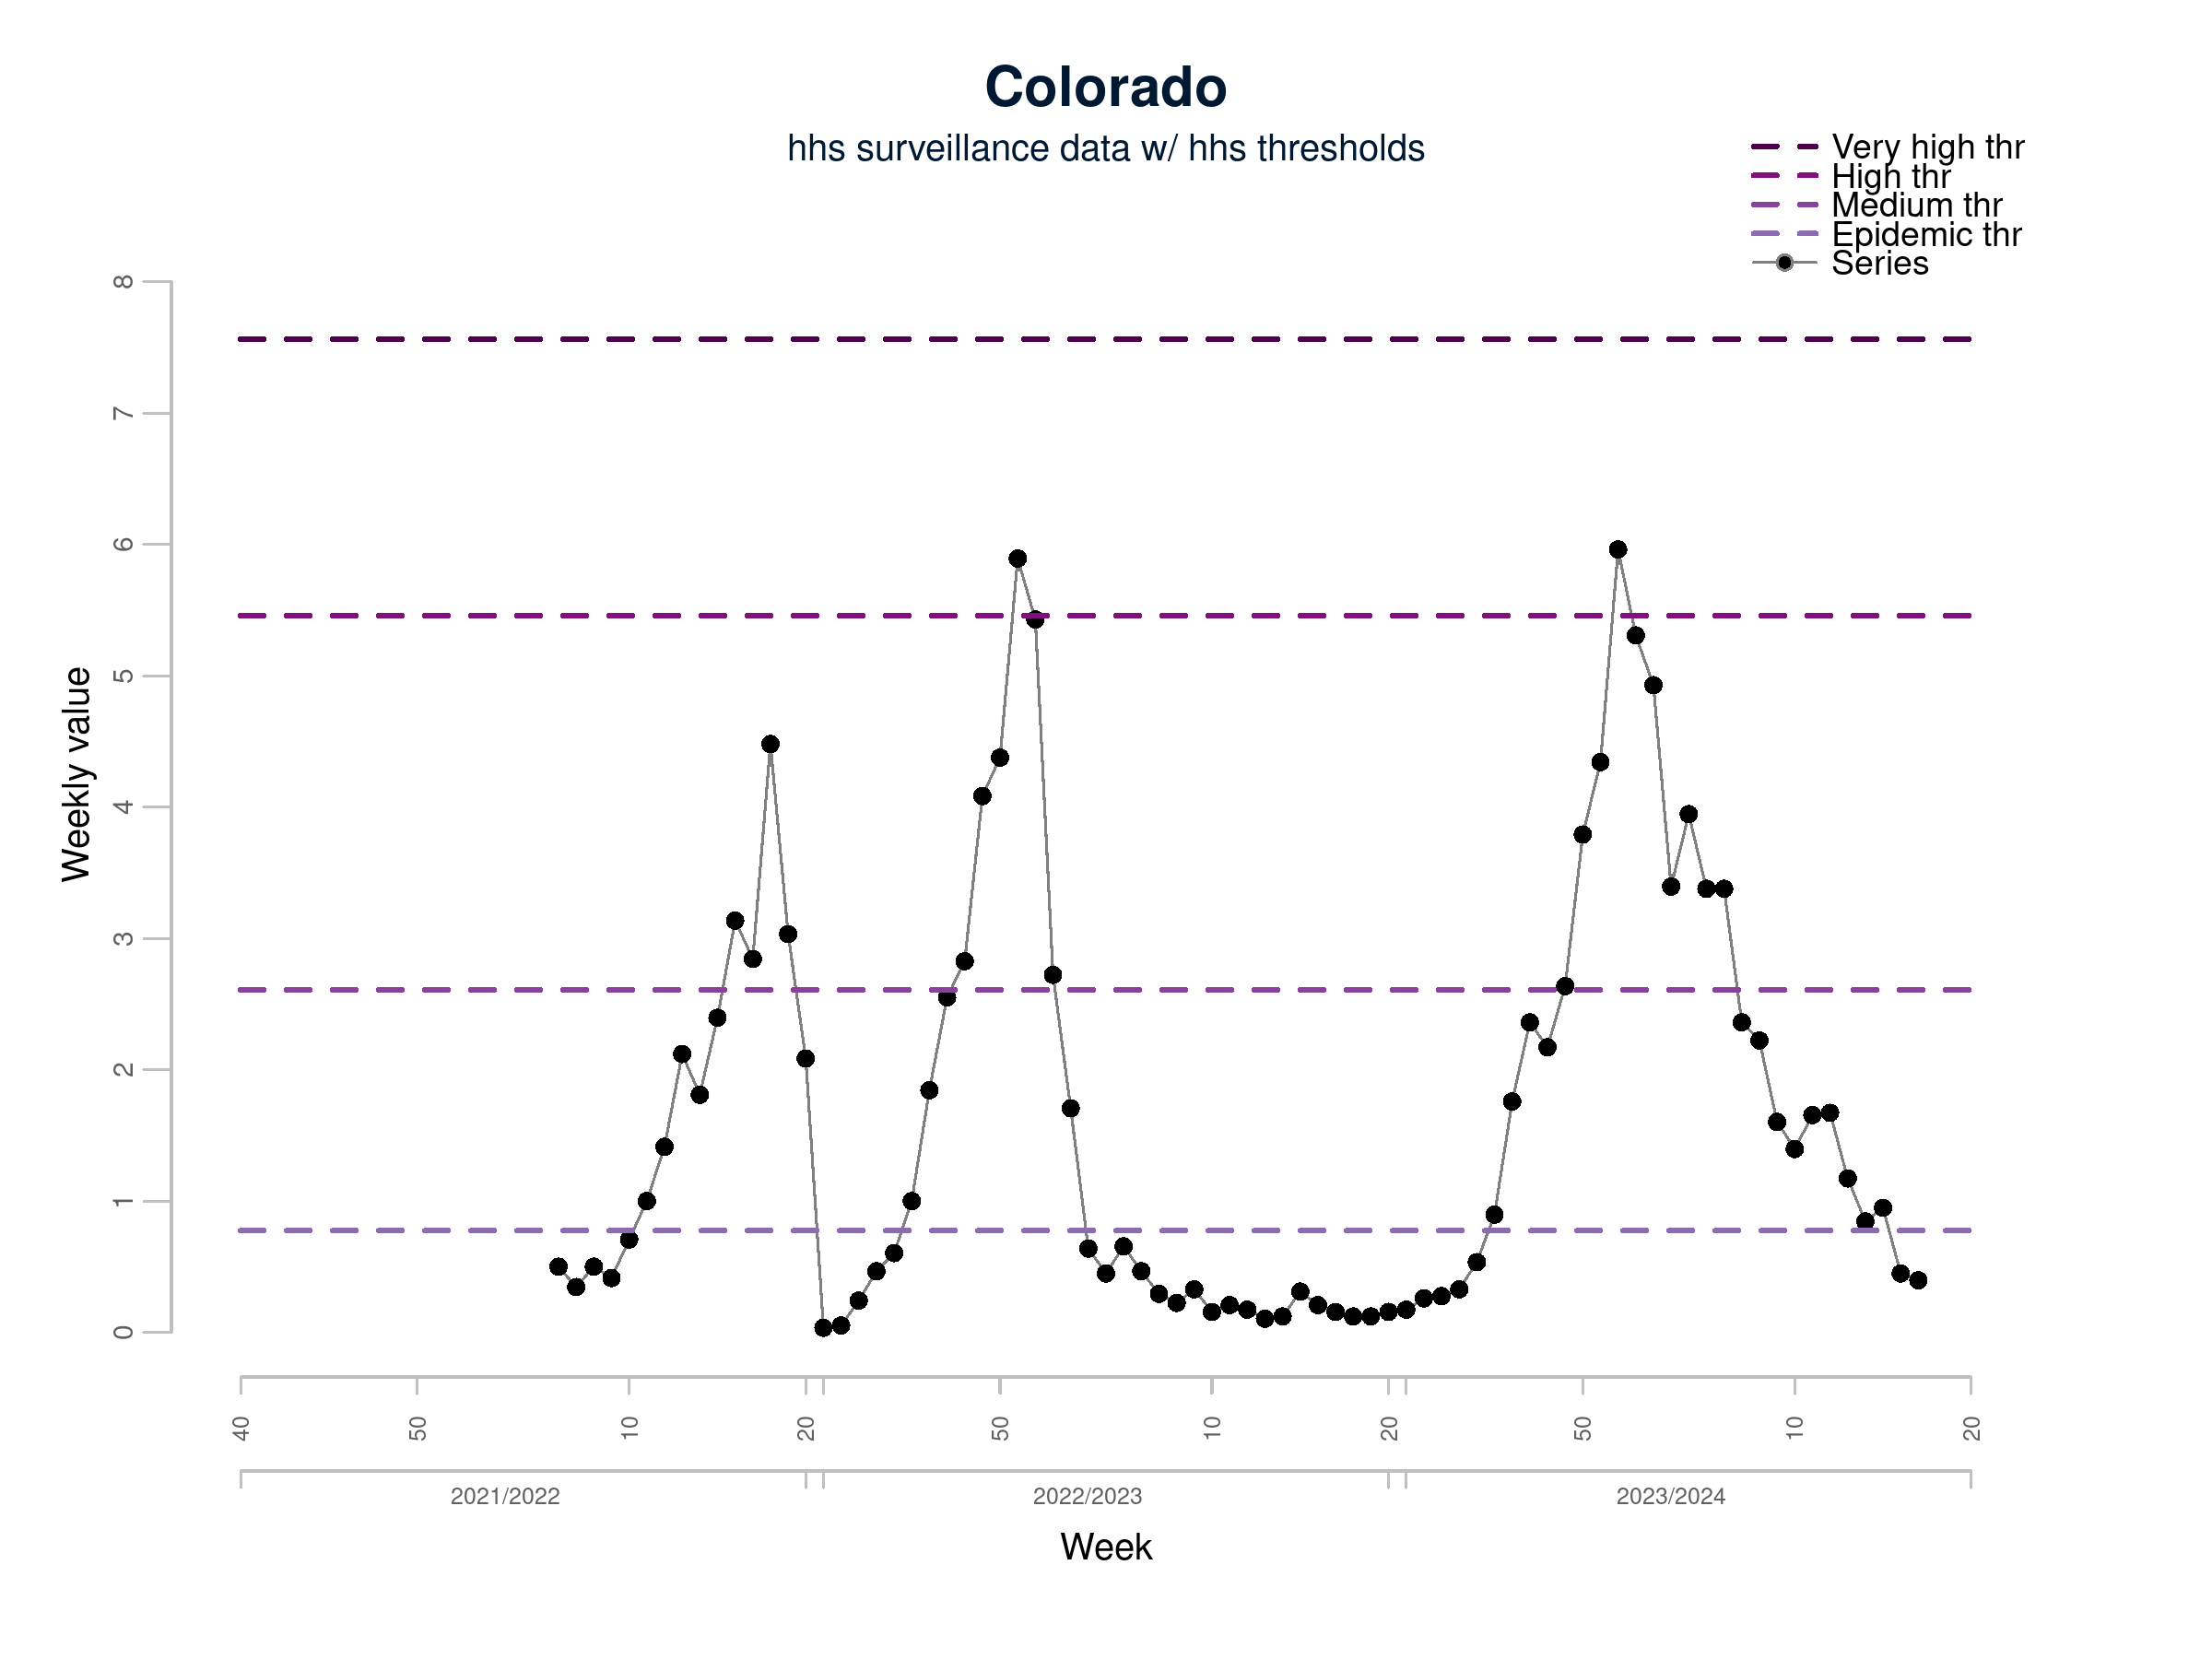 Colorado
hhs surveillance data w/ hhs thresholds
Very high thr
High thr
Medium thr
Epidemic thr
Series
8
7
6
5
4
3
2
1
0
Weekly value
40 50 10 20 50 10 20 50 10 20
2021/2022 2022/2023 2023/2024
Week